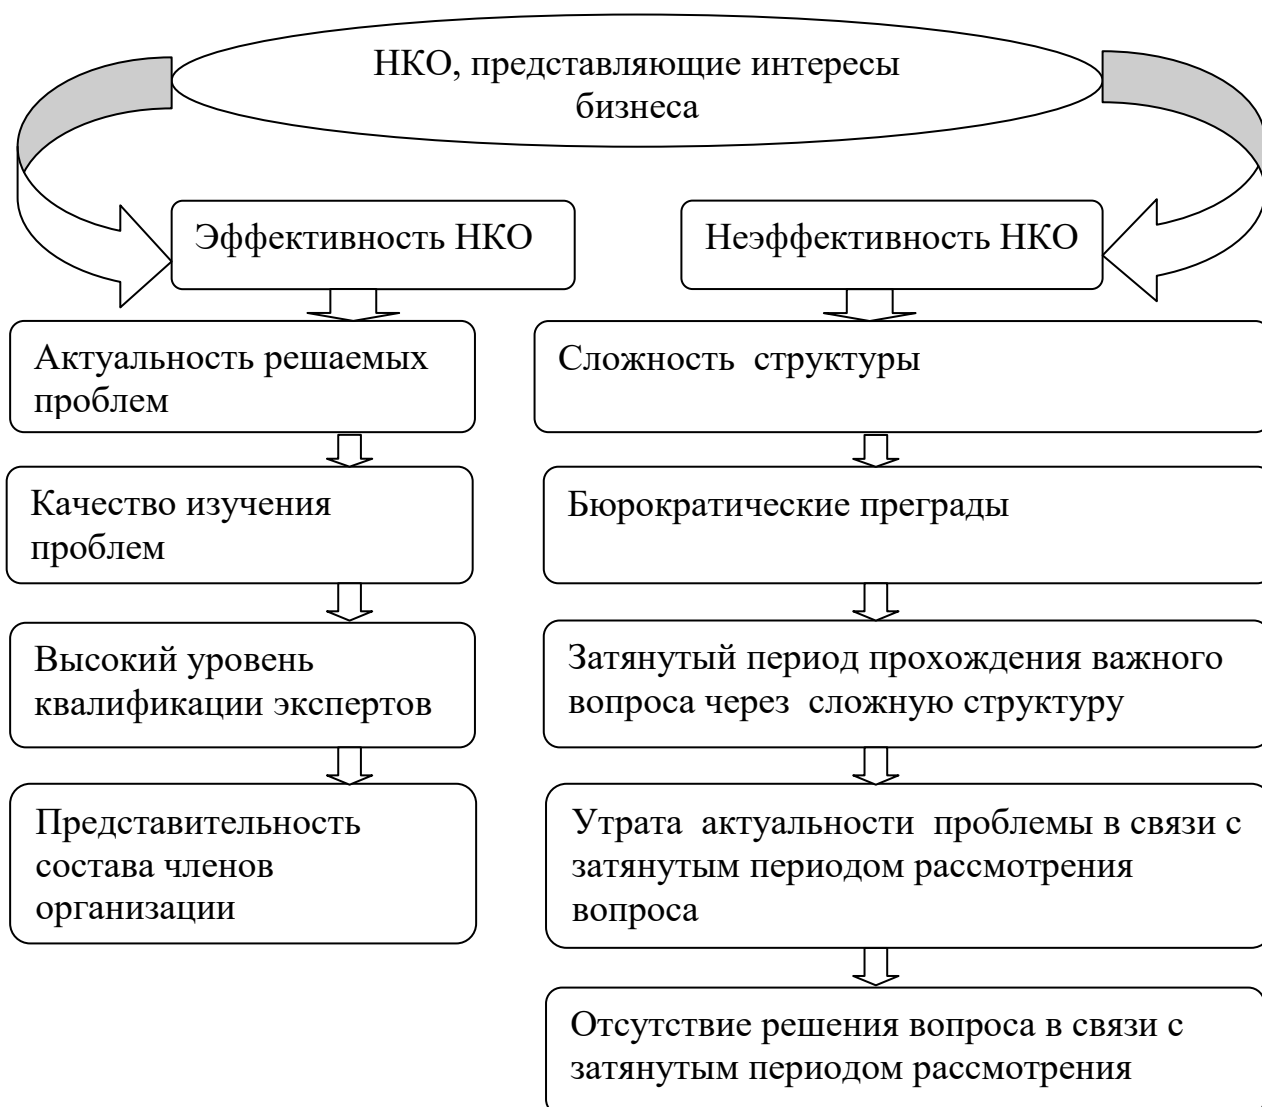 НКО, представляющие интересы
бизнеса
Эффективность НКО
Неэффективность НКО
Актуальность решаемых
проблем
Качество изучения
проблем
Высокий уровень
квалификации экспертов
Представительность
состава членов
организации
Сложность структуры
Бюрократические преграды
Затянутый период прохождения важного
вопроса через сложную структуру
Утрата актуальности проблемы в связи с
затянутым периодом рассмотрения
вопроса
Отсутствие решения вопроса в связи с
затянутым периодом рассмотрения